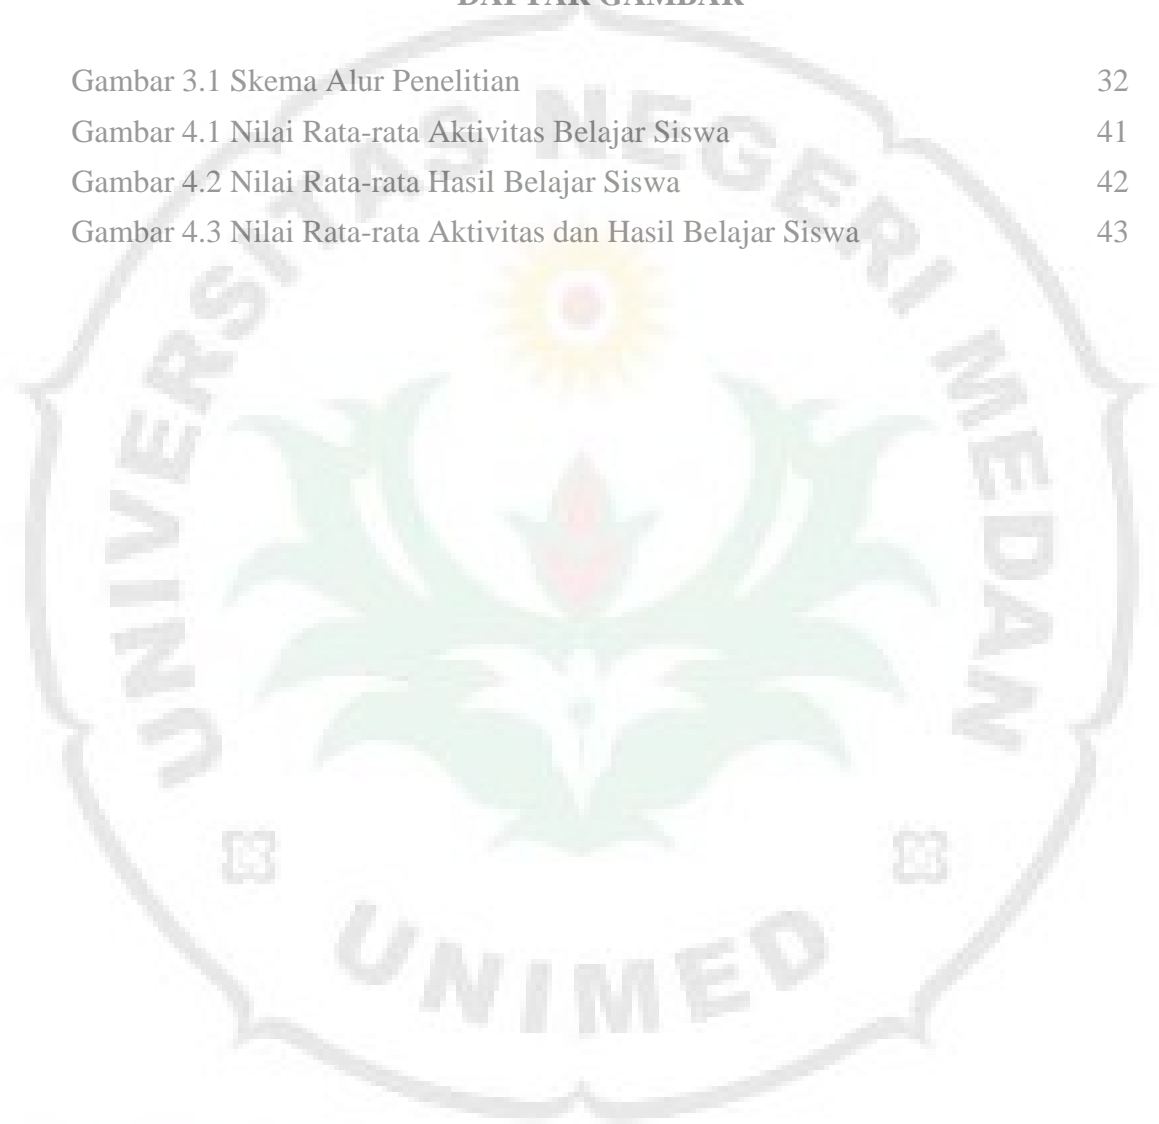 DAFTAR GAMBAR
Gambar 3.1 Skema Alur Penelitian 32
Gambar 4.1 Nilai Rata-rata Aktivitas Belajar Siswa 41
Gambar 4.2 Nilai Rata-rata Hasil Belajar Siswa 42
Gambar 4.3 Nilai Rata-rata Aktivitas dan Hasil Belajar Siswa 43
UNIVERSITAS NEGERI MEDAN
UNIMED